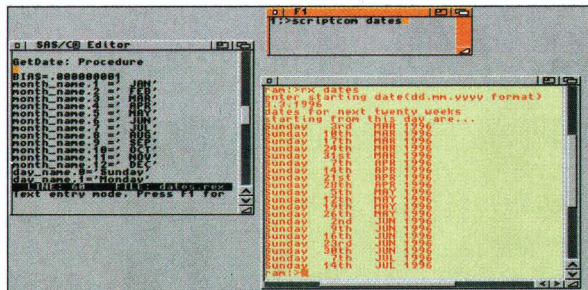 F1
1:>scriptcom dates
SAS/C® Editor
GetDate: Procedure
BIAS=.000000001
month_name.1 =' JAN'
month_name.2 =' FEB'
month_name.3 =' MAR'
month_name.4 =' APR'
month_name.5 =' MAY'
month_name.6 =' JUN'
month_name.7 =' JUL'
month_name.8 =' AUG'
month_name.9 =' SEP'
month_name.10=' OCT'
month_name.11=' NOV'
month_name.12=' DEC'
day_name.0='Sunday'
day_name.1='Monday'
LINE: 60 FILE: dates.rex
Text entry mode. Press F1 for
ram:>rx dates
enter starting date(dd.mm.yyyy format)
3.3.1996
dates for next twenty weeks
starting from this day are...
Sunday 3rd MAR 1996
Sunday 10th MAR 1996
Sunday 17th MAR 1996
Sunday 24th MAR 1996
Sunday 31st MAR 1996
Sunday 7th APR 1996
Sunday 14th APR 1996
Sunday 21st APR 1996
Sunday 28th APR 1996
Sunday 5th MAY 1996
Sunday 12th MAY 1996
Sunday 19th MAY 1996
Sunday 26th MAY 1996
Sunday 2nd JUN 1996
Sunday 9th JUN 1996
Sunday 16th JUN 1996
Sunday 23rd JUN 1996
Sunday 30th JUN 1996
Sunday 7th JUL 1996
Sunday 14th JUL 1996
ram:>